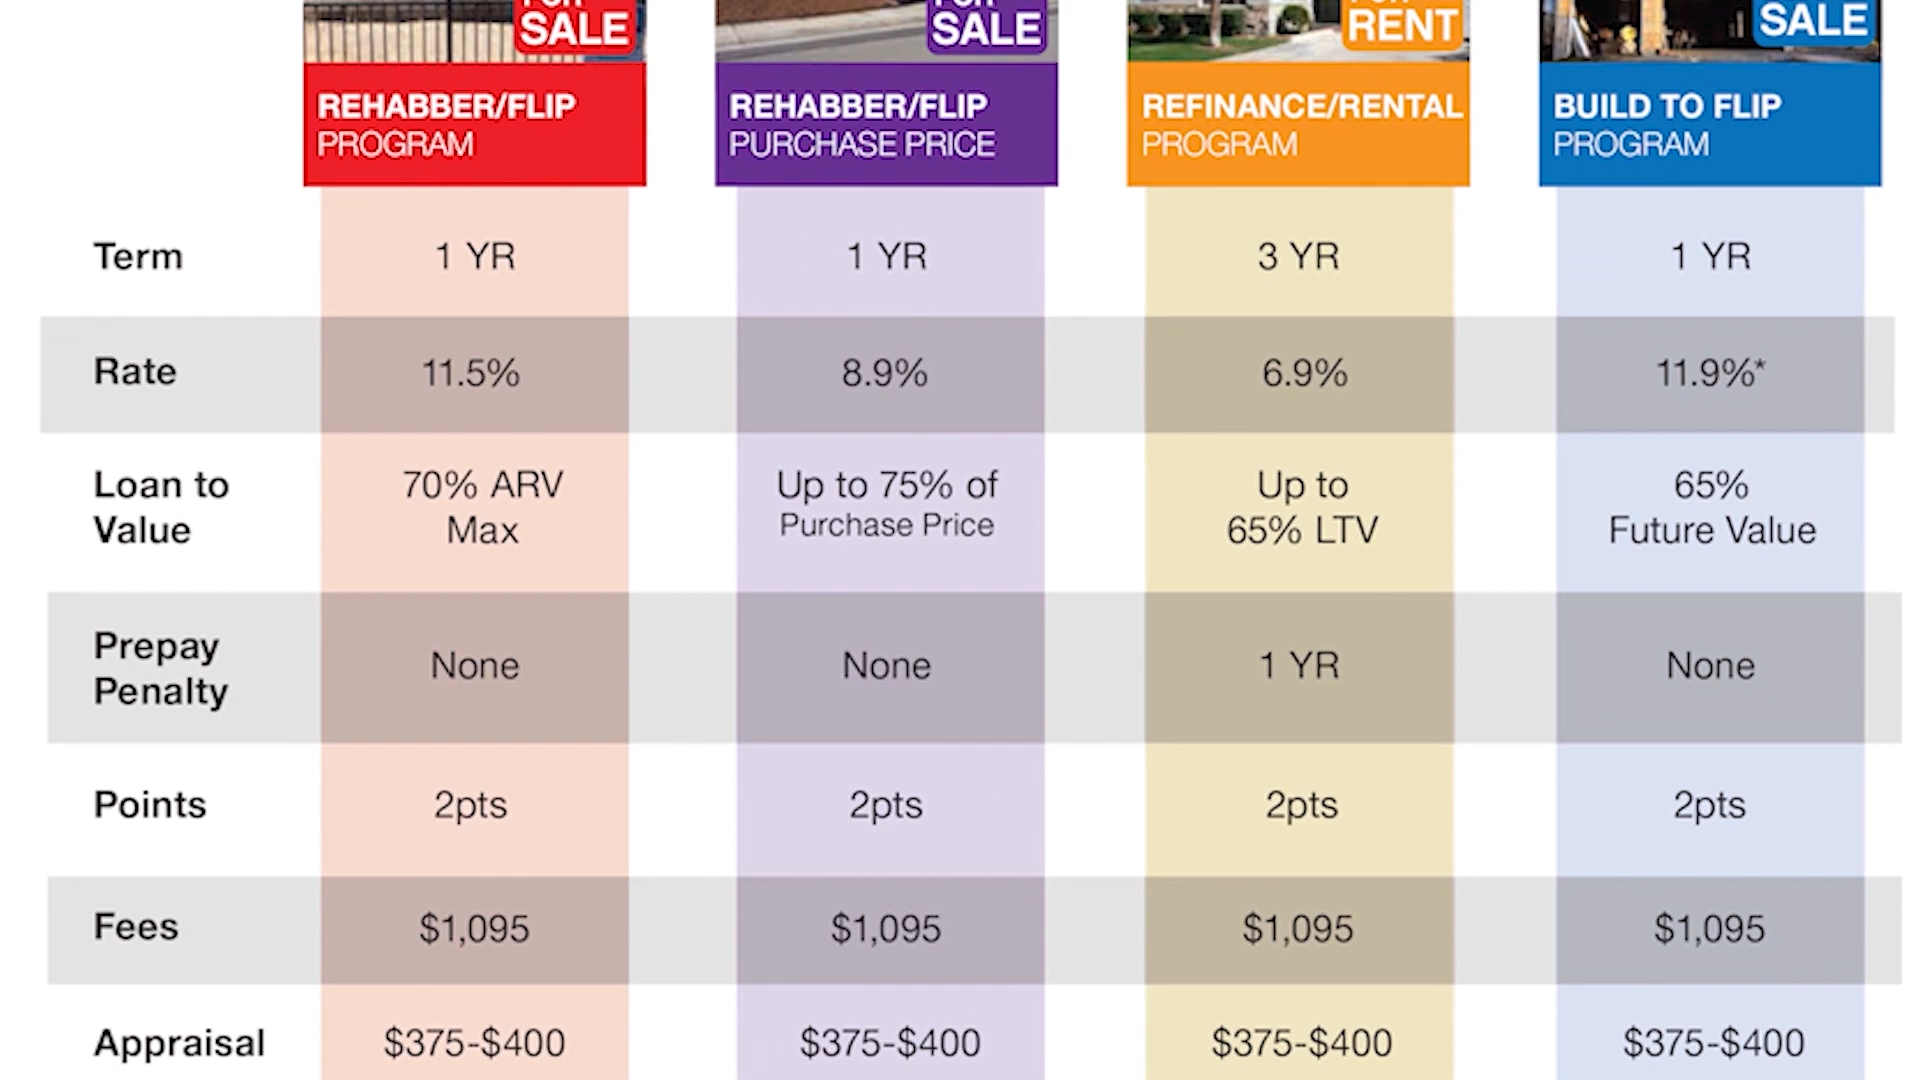 SALE
SALE
RENT
SALE
REHABBER/FLIP
PROGRAM
REHABBER/FLIP
PURCHASE PRICE
REFINANCE/RENTAL
PROGRAM
BUILD TO FLIP
PROGRAM
Term
1 YR
1 YR
3 YR
1 YR
Rate
11.5%
8.9%
6.9%
11.9%*
Loan to
Value
70% ARV
Max
Up to 75% of
Purchase Price
Up to
65% LTV
65%
Future Value
Prepay
Penalty
None
None
1 YR
None
Points
2pts
2pts
2pts
2pts
Fees
$1,095
$1,095
$1,095
$1,095
Appraisal
$375-$400
$375-$400
$375-$400
$375-$400